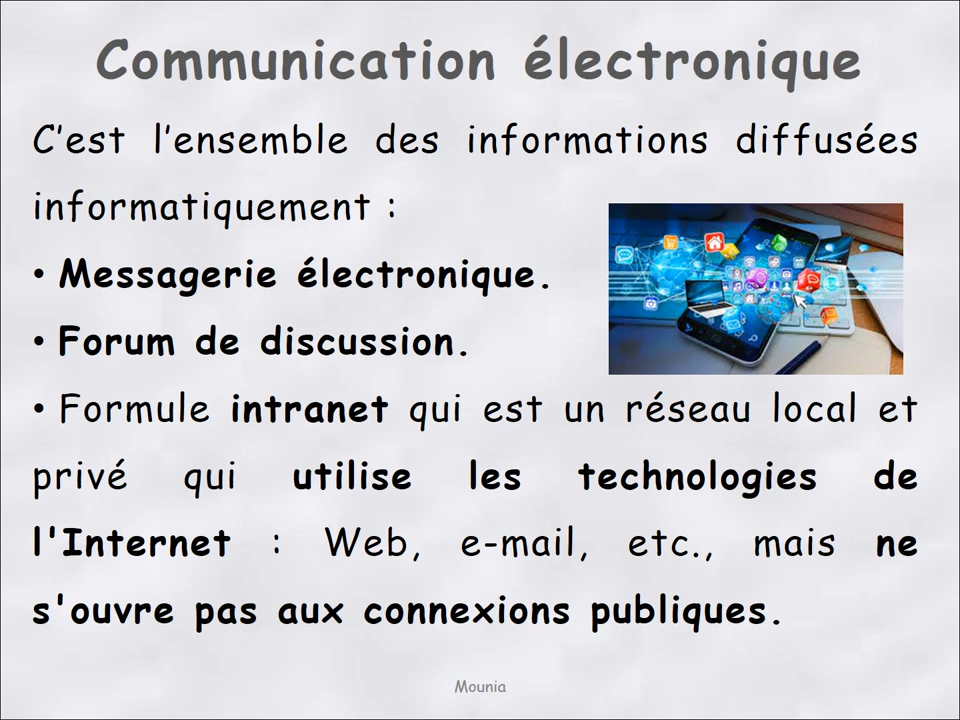 Communication électronique
C’est l’ensemble des informations diffusées
informatiquement :
• Messagerie électronique.
• Forum de discussion.
• Formule intranet qui est un réseau local et
privé qui utilise les technologies de
l'Internet : Web, e-mail, etc., mais ne
s'ouvre pas aux connexions publiques.
Mounia